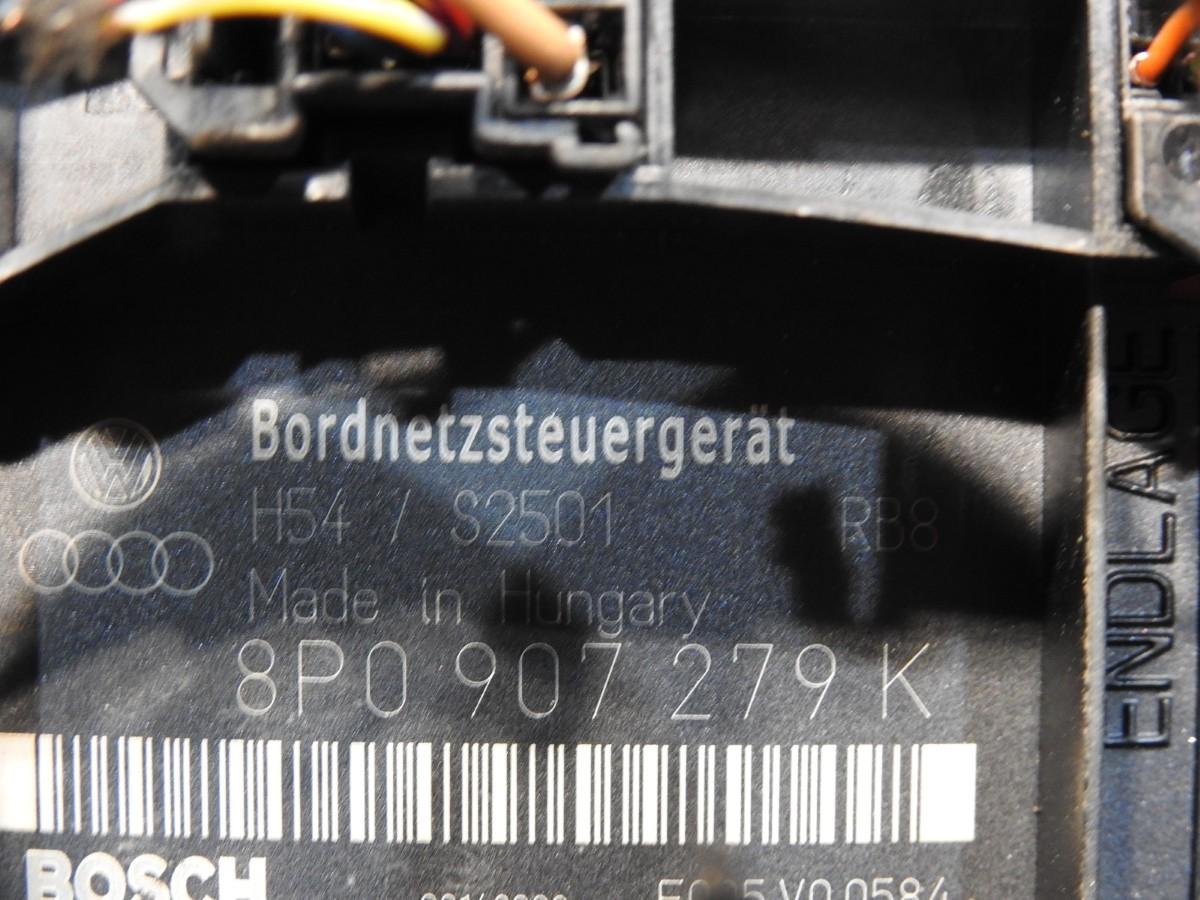 Bordnetzsteuergerät
H54 / S2501 RB8
Made in Hungary
8P0 907 279 K
BOSCH
ENDLAGE